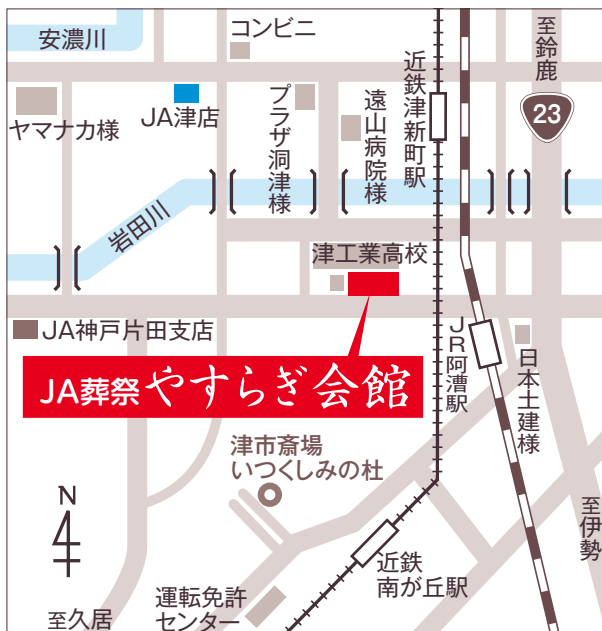 安濃川
コンビニ
至鈴鹿
ヤマナカ様
JA津店
プラザ洞津様
遠山病院様
近鉄津新町駅
23
岩田川
津工業高校
JA神戸片田支店
JR阿漕駅
日本土建様
JA葬祭やすらぎ会館
津市斎場
いつくしみの杜
N
至伊勢
近鉄
南が丘駅
運転免許
センター
至久居